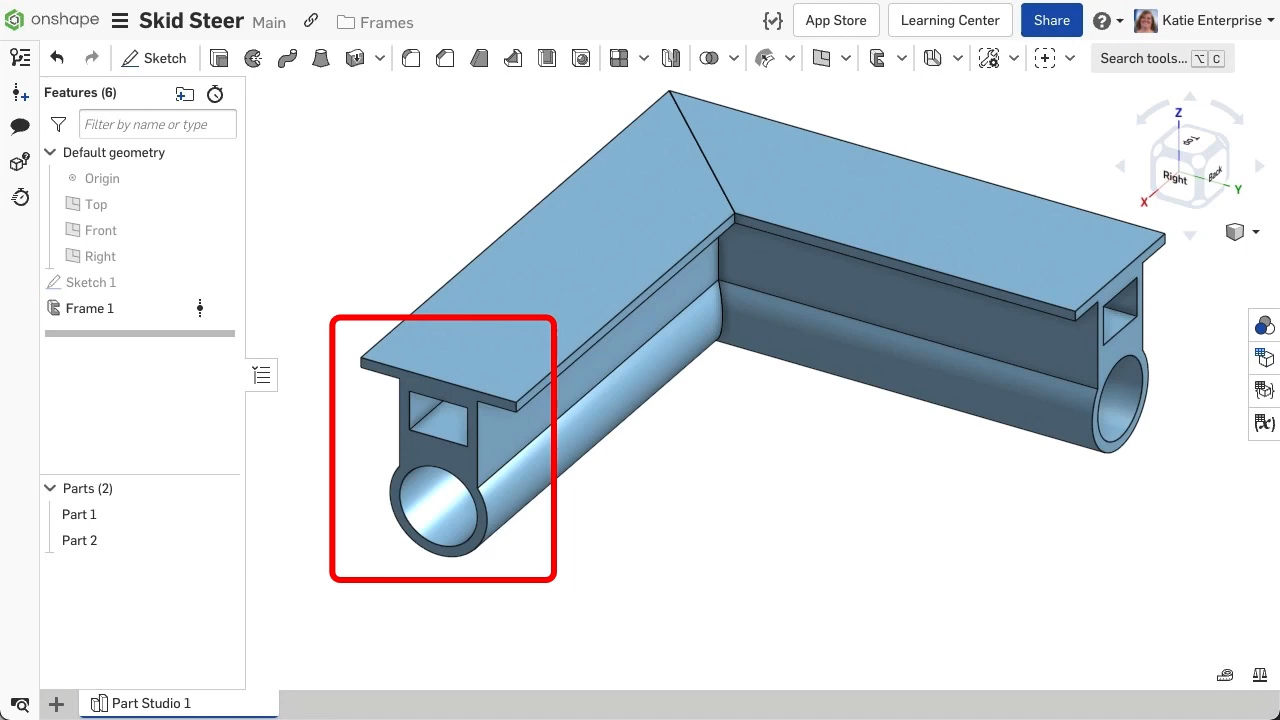 onshape Skid Steer Main Frames App Store Learning Center Share Katie Enterprise
Sketch Search tools... ⌥ C
Features (6)
Filter by name or type
Default geometry
Origin
Top
Front
Right
Sketch 1
Frame 1
Parts (2)
Part 1
Part 2
Z
Top
Right
Back
X
Y
Part Studio 1